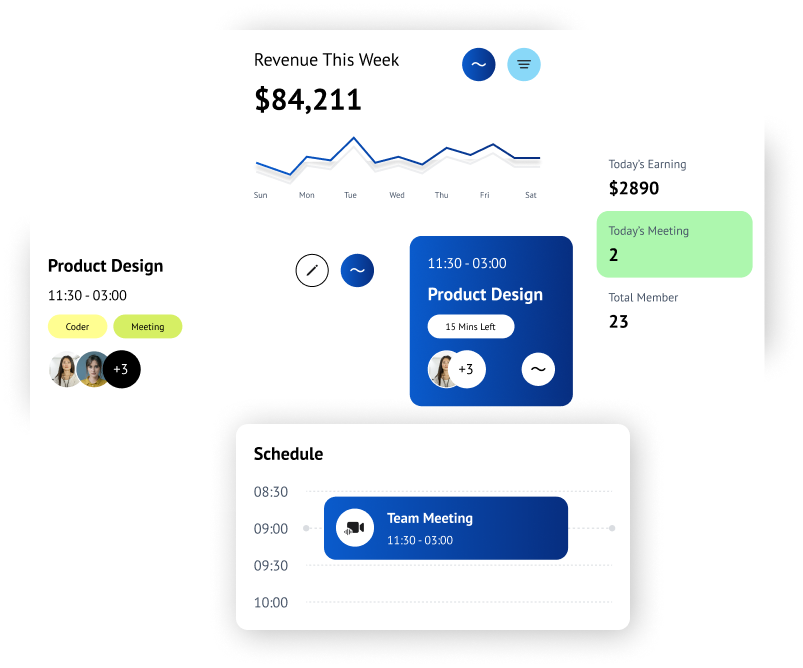 Revenue This Week
$84,211
Sun Mon Tue Wed Thu Fri Sat
Today's Earning
$2890
Today's Meeting
2
Total Member
23
Product Design
11:30 - 03:00
Coder Meeting
+3
11:30 - 03:00
Product Design
15 Mins Left
+3
Schedule
08:30
09:00
Team Meeting
11:30 - 03:00
09:30
10:00